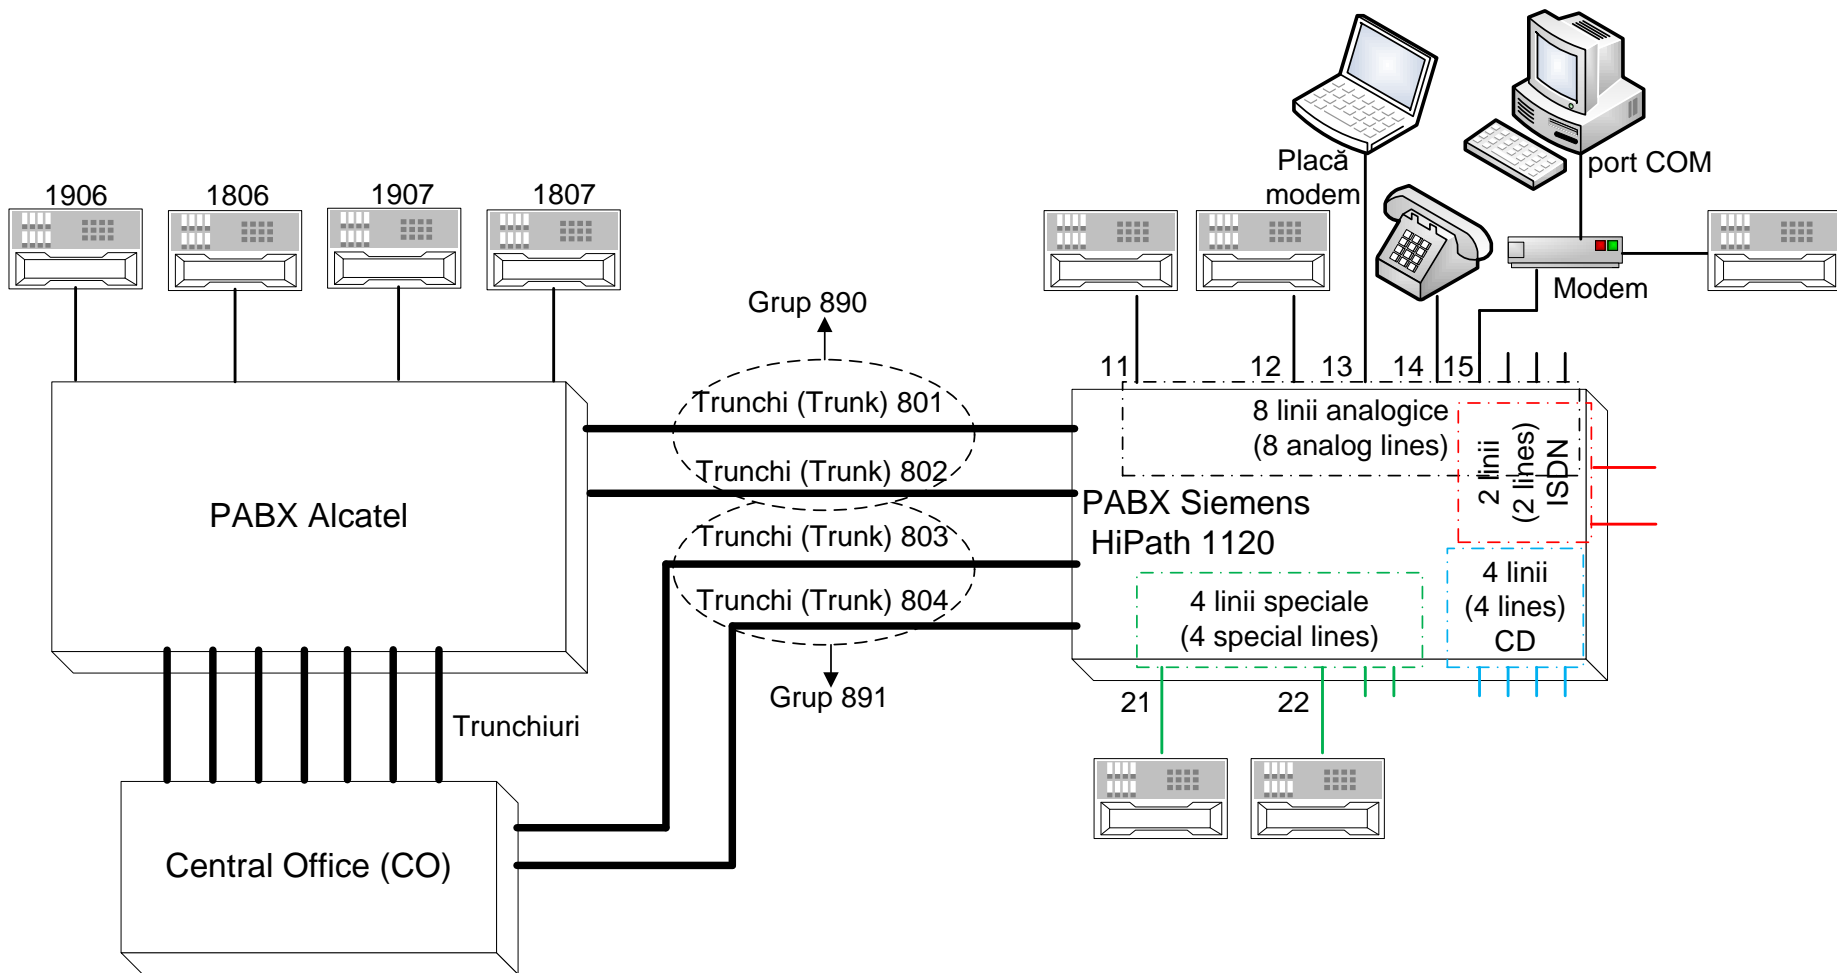 Placă
modem
port COM
1906
1806
1907
1807
Modem
Grup 890
11
12
13
14
15
Trunchi (Trunk) 801
8 linii analogice
(8 analog lines)
2 linii
(2 lines)
ISDN
Trunchi (Trunk) 802
PABX Alcatel
PABX Siemens
HiPath 1120
Trunchi (Trunk) 803
4 linii
(4 lines)
CD
Trunchi (Trunk) 804
4 linii speciale
(4 special lines)
Grup 891
21
22
Trunchiuri
Central Office (CO)